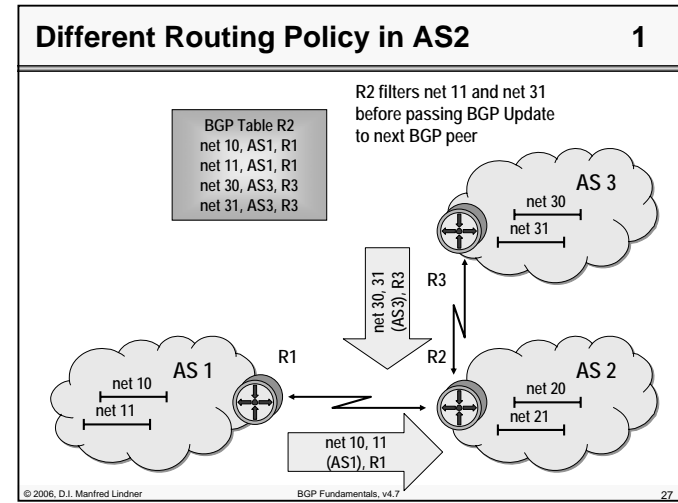 Different Routing Policy in AS2 1
R2 filters net 11 and net 31
before passing BGP Update
to next BGP peer
BGP Table R2
net 10, AS1, R1
net 11, AS1, R1
net 30, AS3, R3
net 31, AS3, R3
AS 3
net 30
net 31
R3
net 30, 31
(AS3), R3
AS 1
net 10
net 11
R1
R2
AS 2
net 20
net 21
net 10, 11
(AS1), R1
© 2006, D.I. Manfred Lindner
BGP Fundamentals, v4.7
27